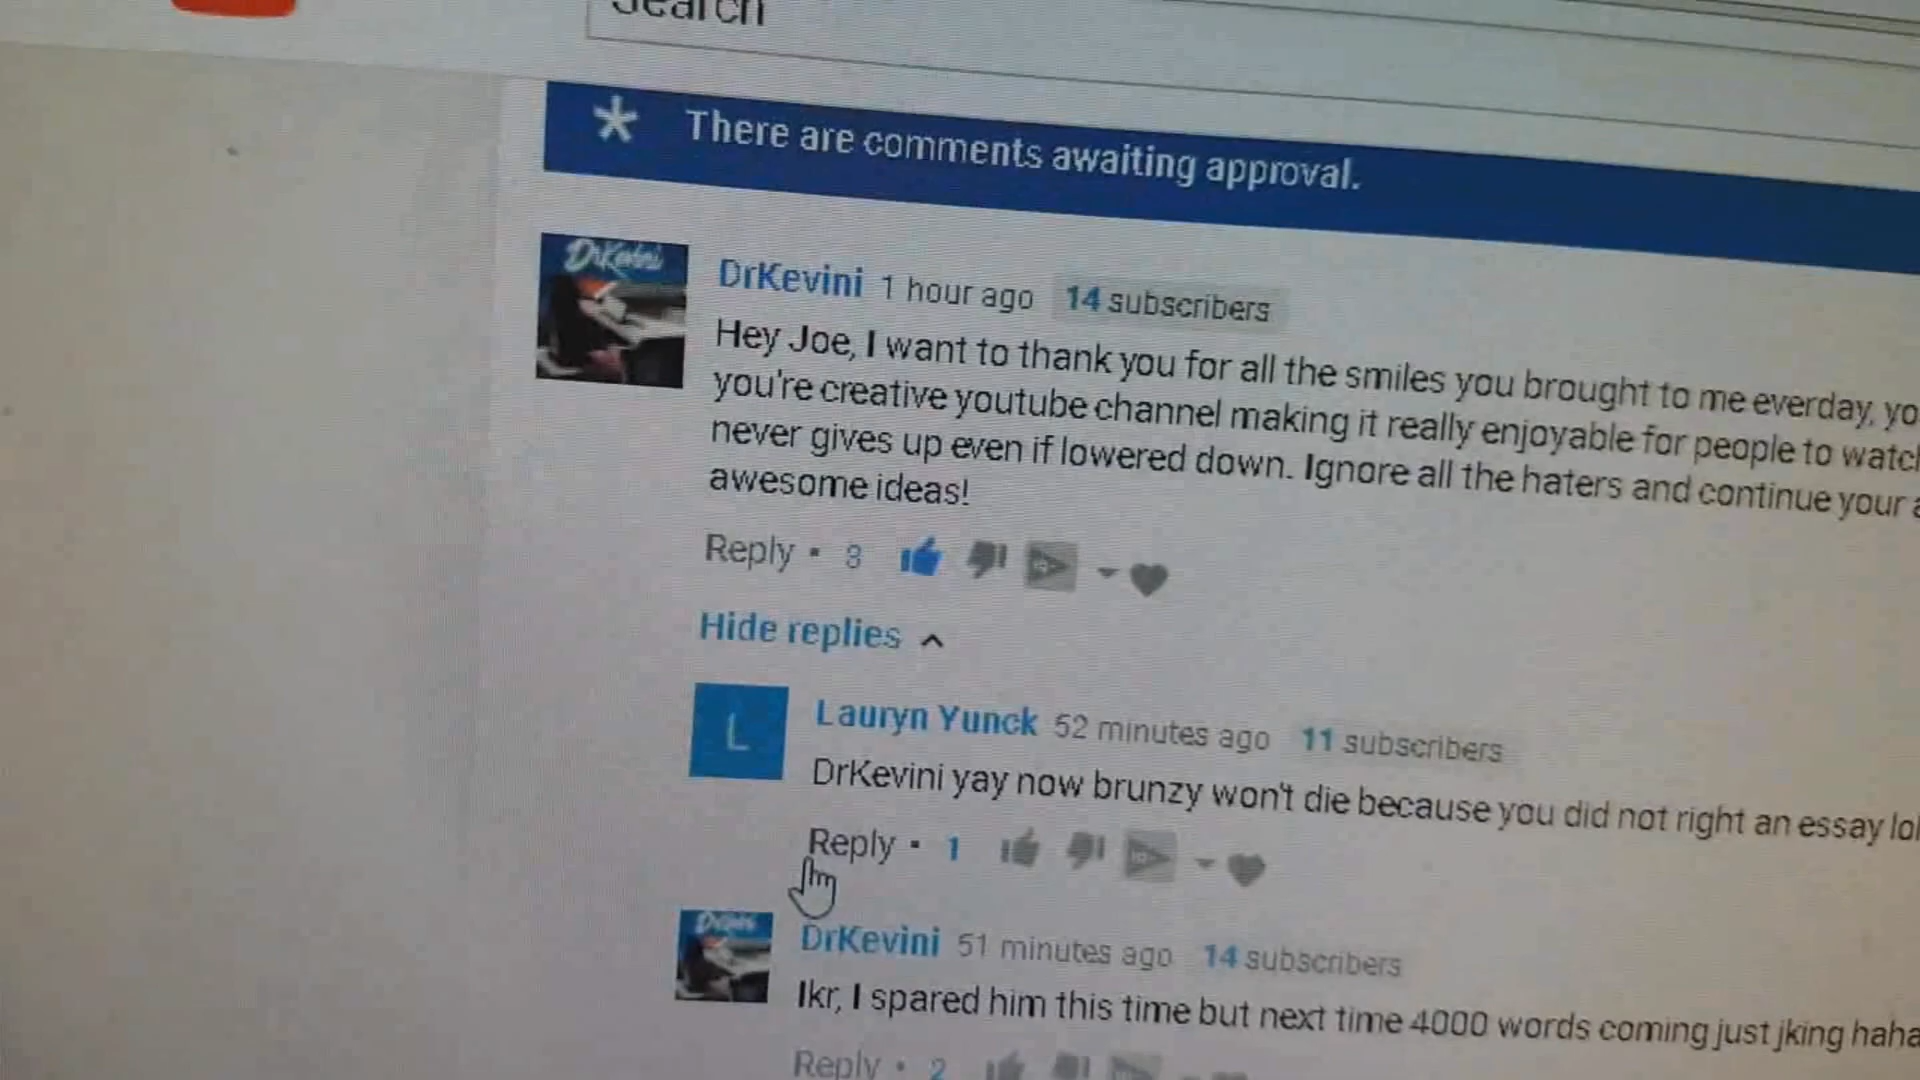 Search
* There are comments awaiting approval.
DrKevini
DrKevini 1 hour ago 14 subscribers
Hey Joe, I want to thank you for all the smiles you brought to me everday, yo
you're creative youtube channel making it really enjoyable for people to watch
never gives up even if lowered down. Ignore all the haters and continue your a
awesome ideas!
Reply • 3
Hide replies
L
Lauryn Yunck 52 minutes ago 11 subscribers
DrKevini yay now brunzy won't die because you did not right an essay lol
Reply • 1
DrKevini 51 minutes ago 14 subscribers
Ikr, I spared him this time but next time 4000 words coming just jking haha
Reply • 2